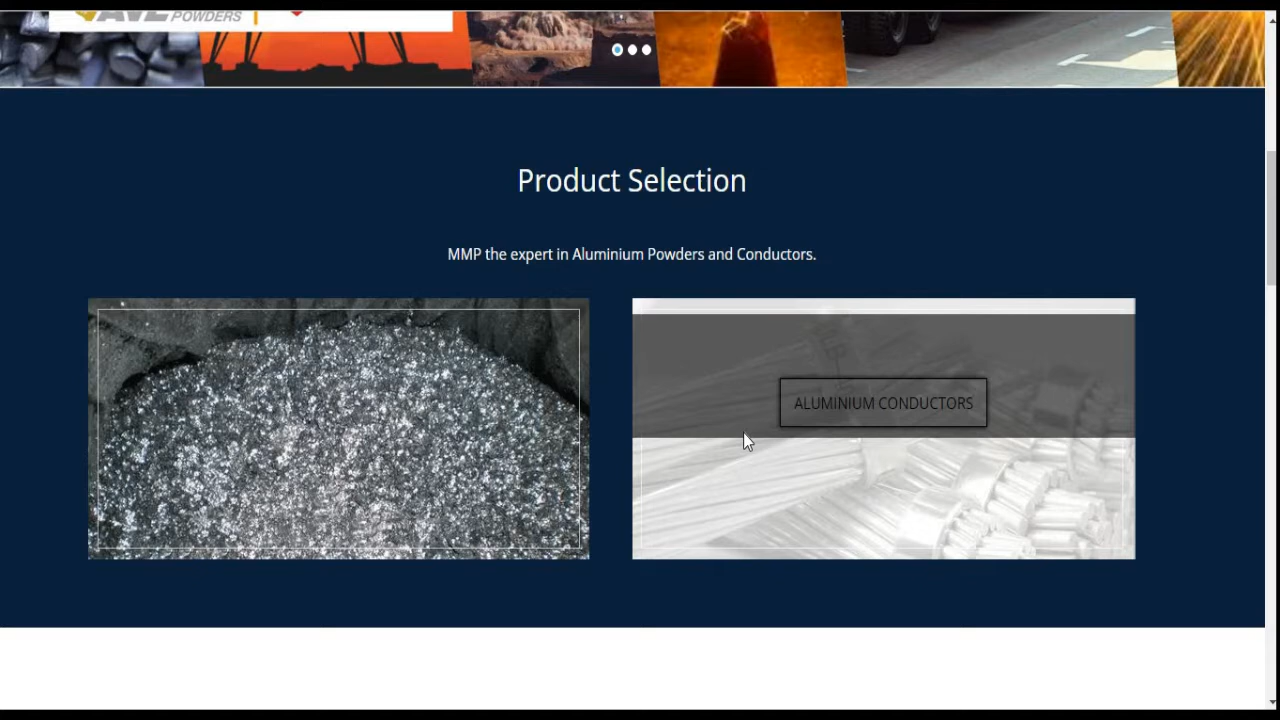 POWDERS
Product Selection
MMP the expert in Aluminium Powders and Conductors.
ALUMINIUM CONDUCTORS